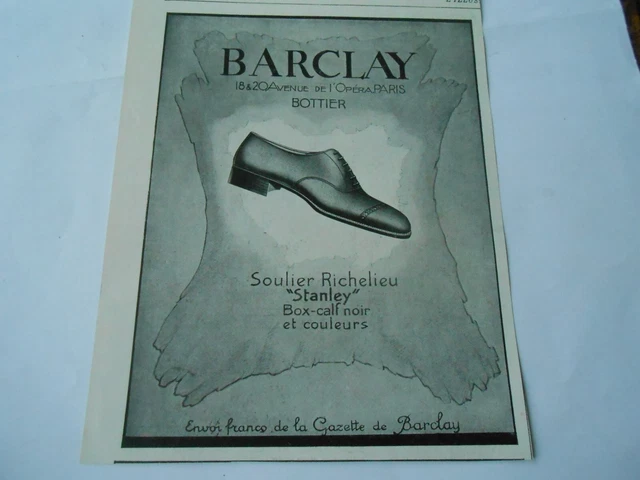 BARCLAY
18 & 20 AVENUE DE L'OPÉRA, PARIS
BOTTIER
Soulier Richelieu
"Stanley"
Box-calf noir
et couleurs
Envoi franco de la Gazette de Barclay